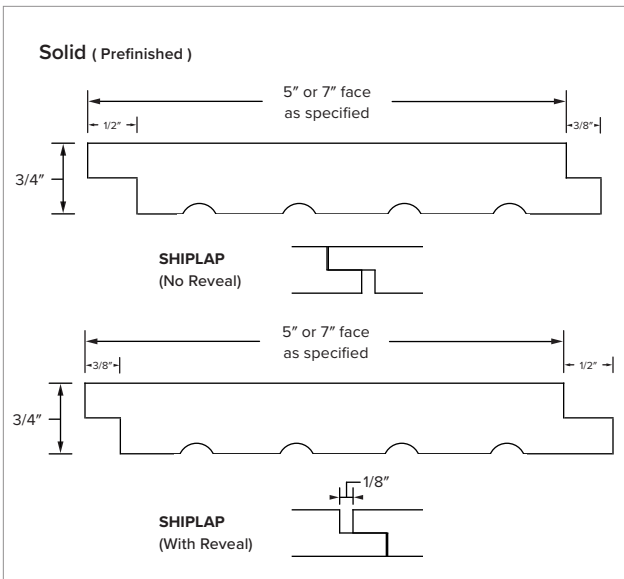 Solid ( Prefinished )
5″ or 7″ face
as specified
1/2″
3/8″
3/4″
SHIPLAP
(No Reveal)
5″ or 7″ face
as specified
3/8″
1/2″
3/4″
1/8″
SHIPLAP
(With Reveal)